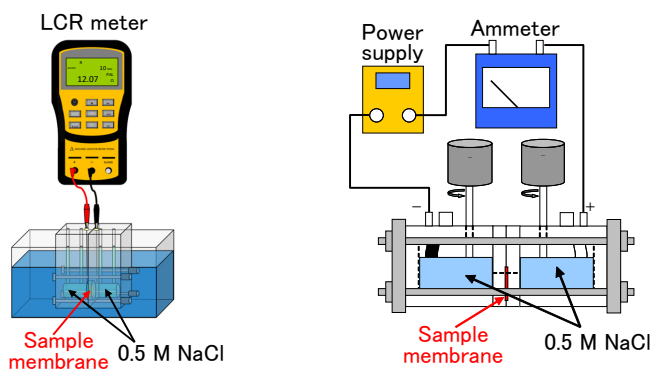 LCR meter
12.07
Sample
membrane
0.5 M NaCl
Power
supply
Ammeter
−
+
Sample
membrane
0.5 M NaCl